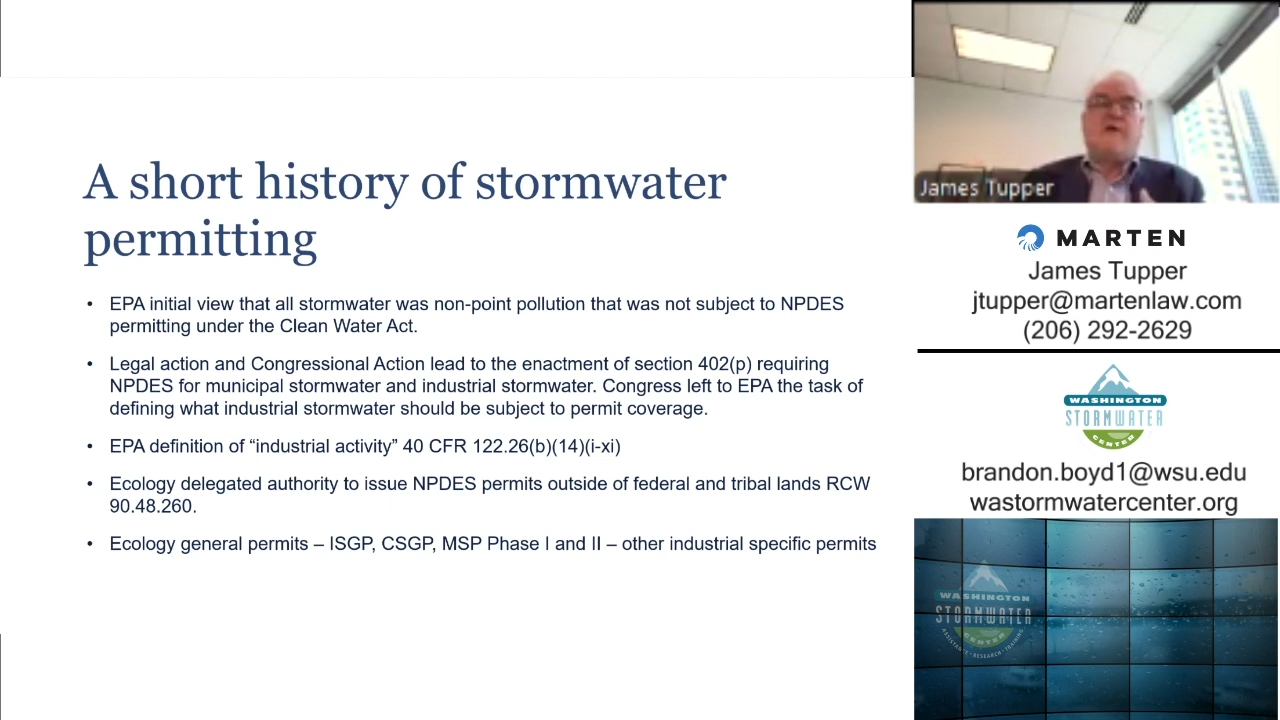 A short history of stormwater
permitting
• EPA initial view that all stormwater was non-point pollution that was not subject to NPDES
permitting under the Clean Water Act.
• Legal action and Congressional Action lead to the enactment of section 402(p) requiring
NPDES for municipal stormwater and industrial stormwater. Congress left to EPA the task of
defining what industrial stormwater should be subject to permit coverage.
• EPA definition of “industrial activity” 40 CFR 122.26(b)(14)(i-xi)
• Ecology delegated authority to issue NPDES permits outside of federal and tribal lands RCW
90.48.260.
• Ecology general permits – ISGP, CSGP, MSP Phase I and II – other industrial specific permits
James Tupper
MARTEN
James Tupper
jtupper@martenlaw.com
(206) 292-2629
WASHINGTON
STORMWATER
CENTER
brandon.boyd1@wsu.edu
wastormwatercenter.org
WASHINGTON
STORMWATER
CENTER
ASSISTANCE • RESEARCH • TRAINING